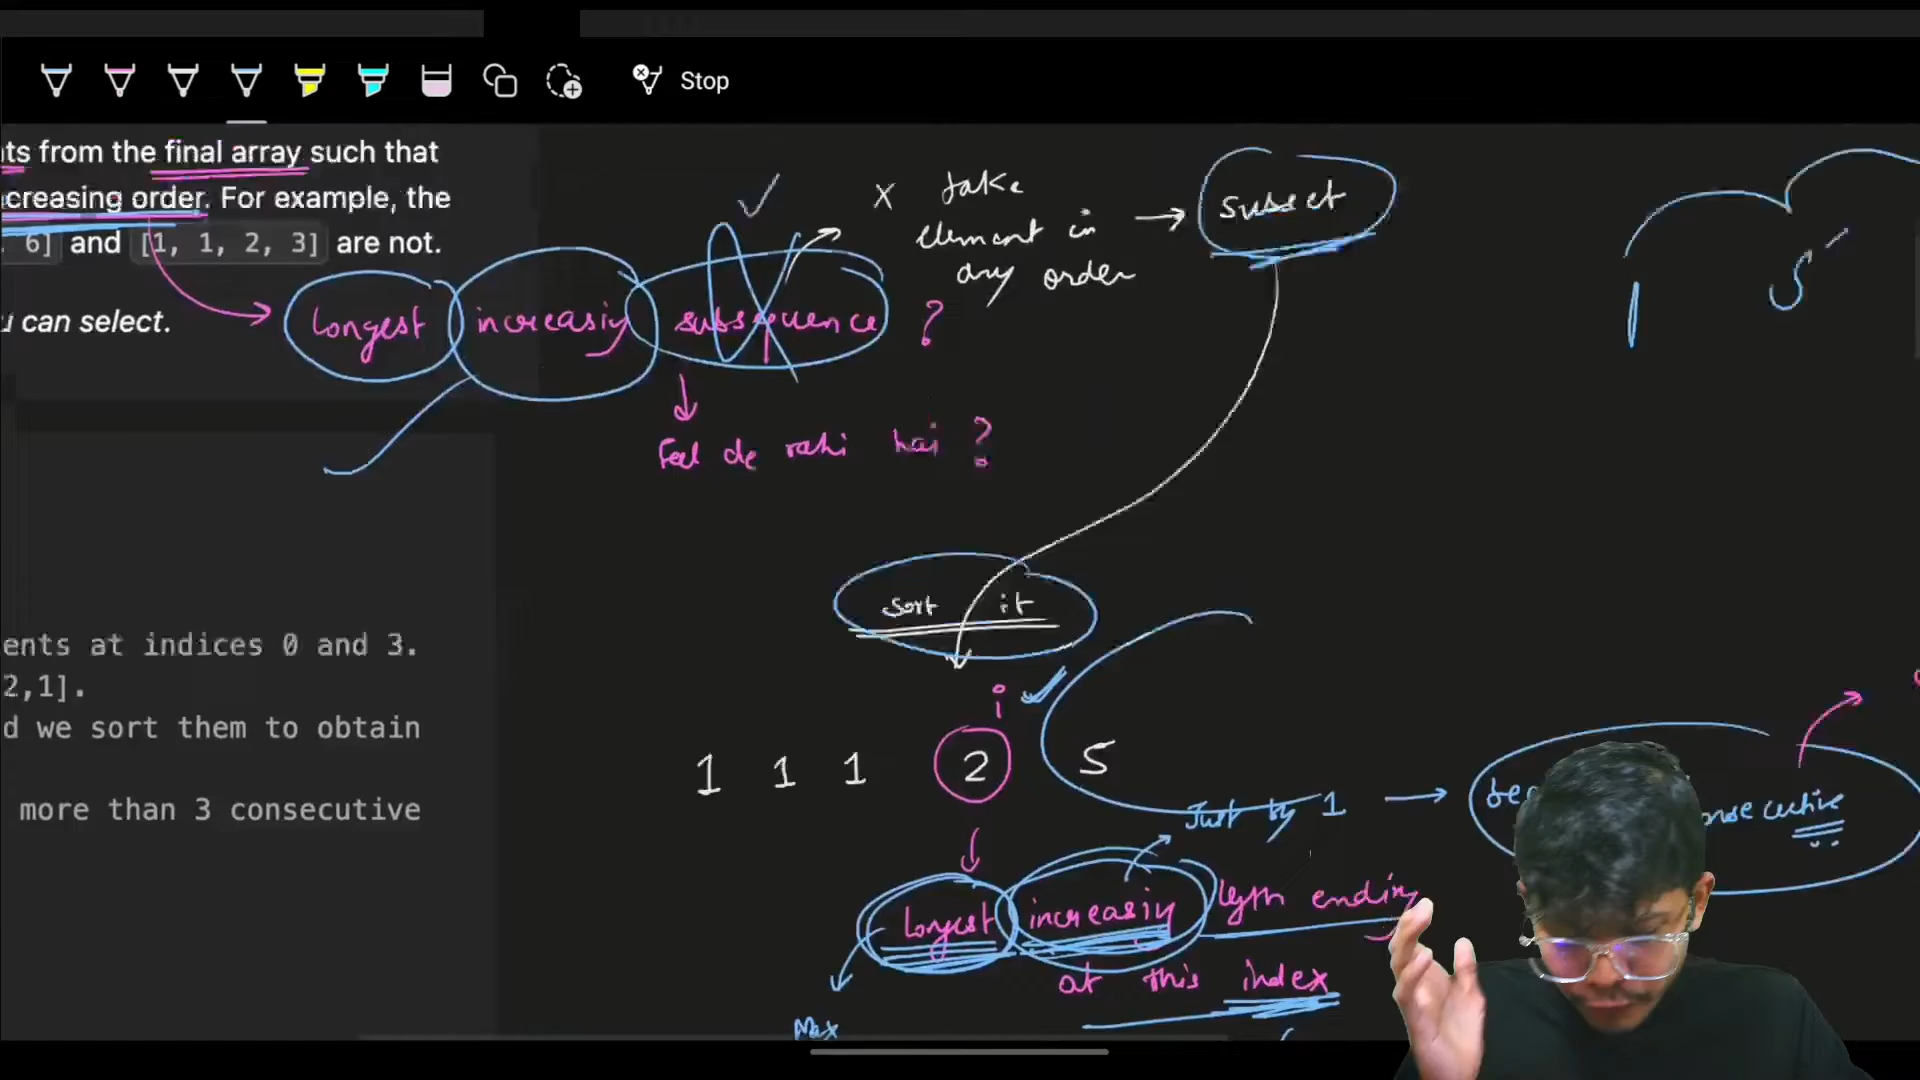 Stop
nts from the final array such that
creasing order. For example, the
6] and [1, 1, 2, 3] are not.
u can select.
x take
element in
any order
subset
Longest increasing subsequence ?
Feel de rahi hai ?
sort it
ents at indices 0 and 3.
2,1].
d we sort them to obtain
more than 3 consecutive
i
1 1 1 2 5
Just by 1
Longest increasing length ending
at this index
Max